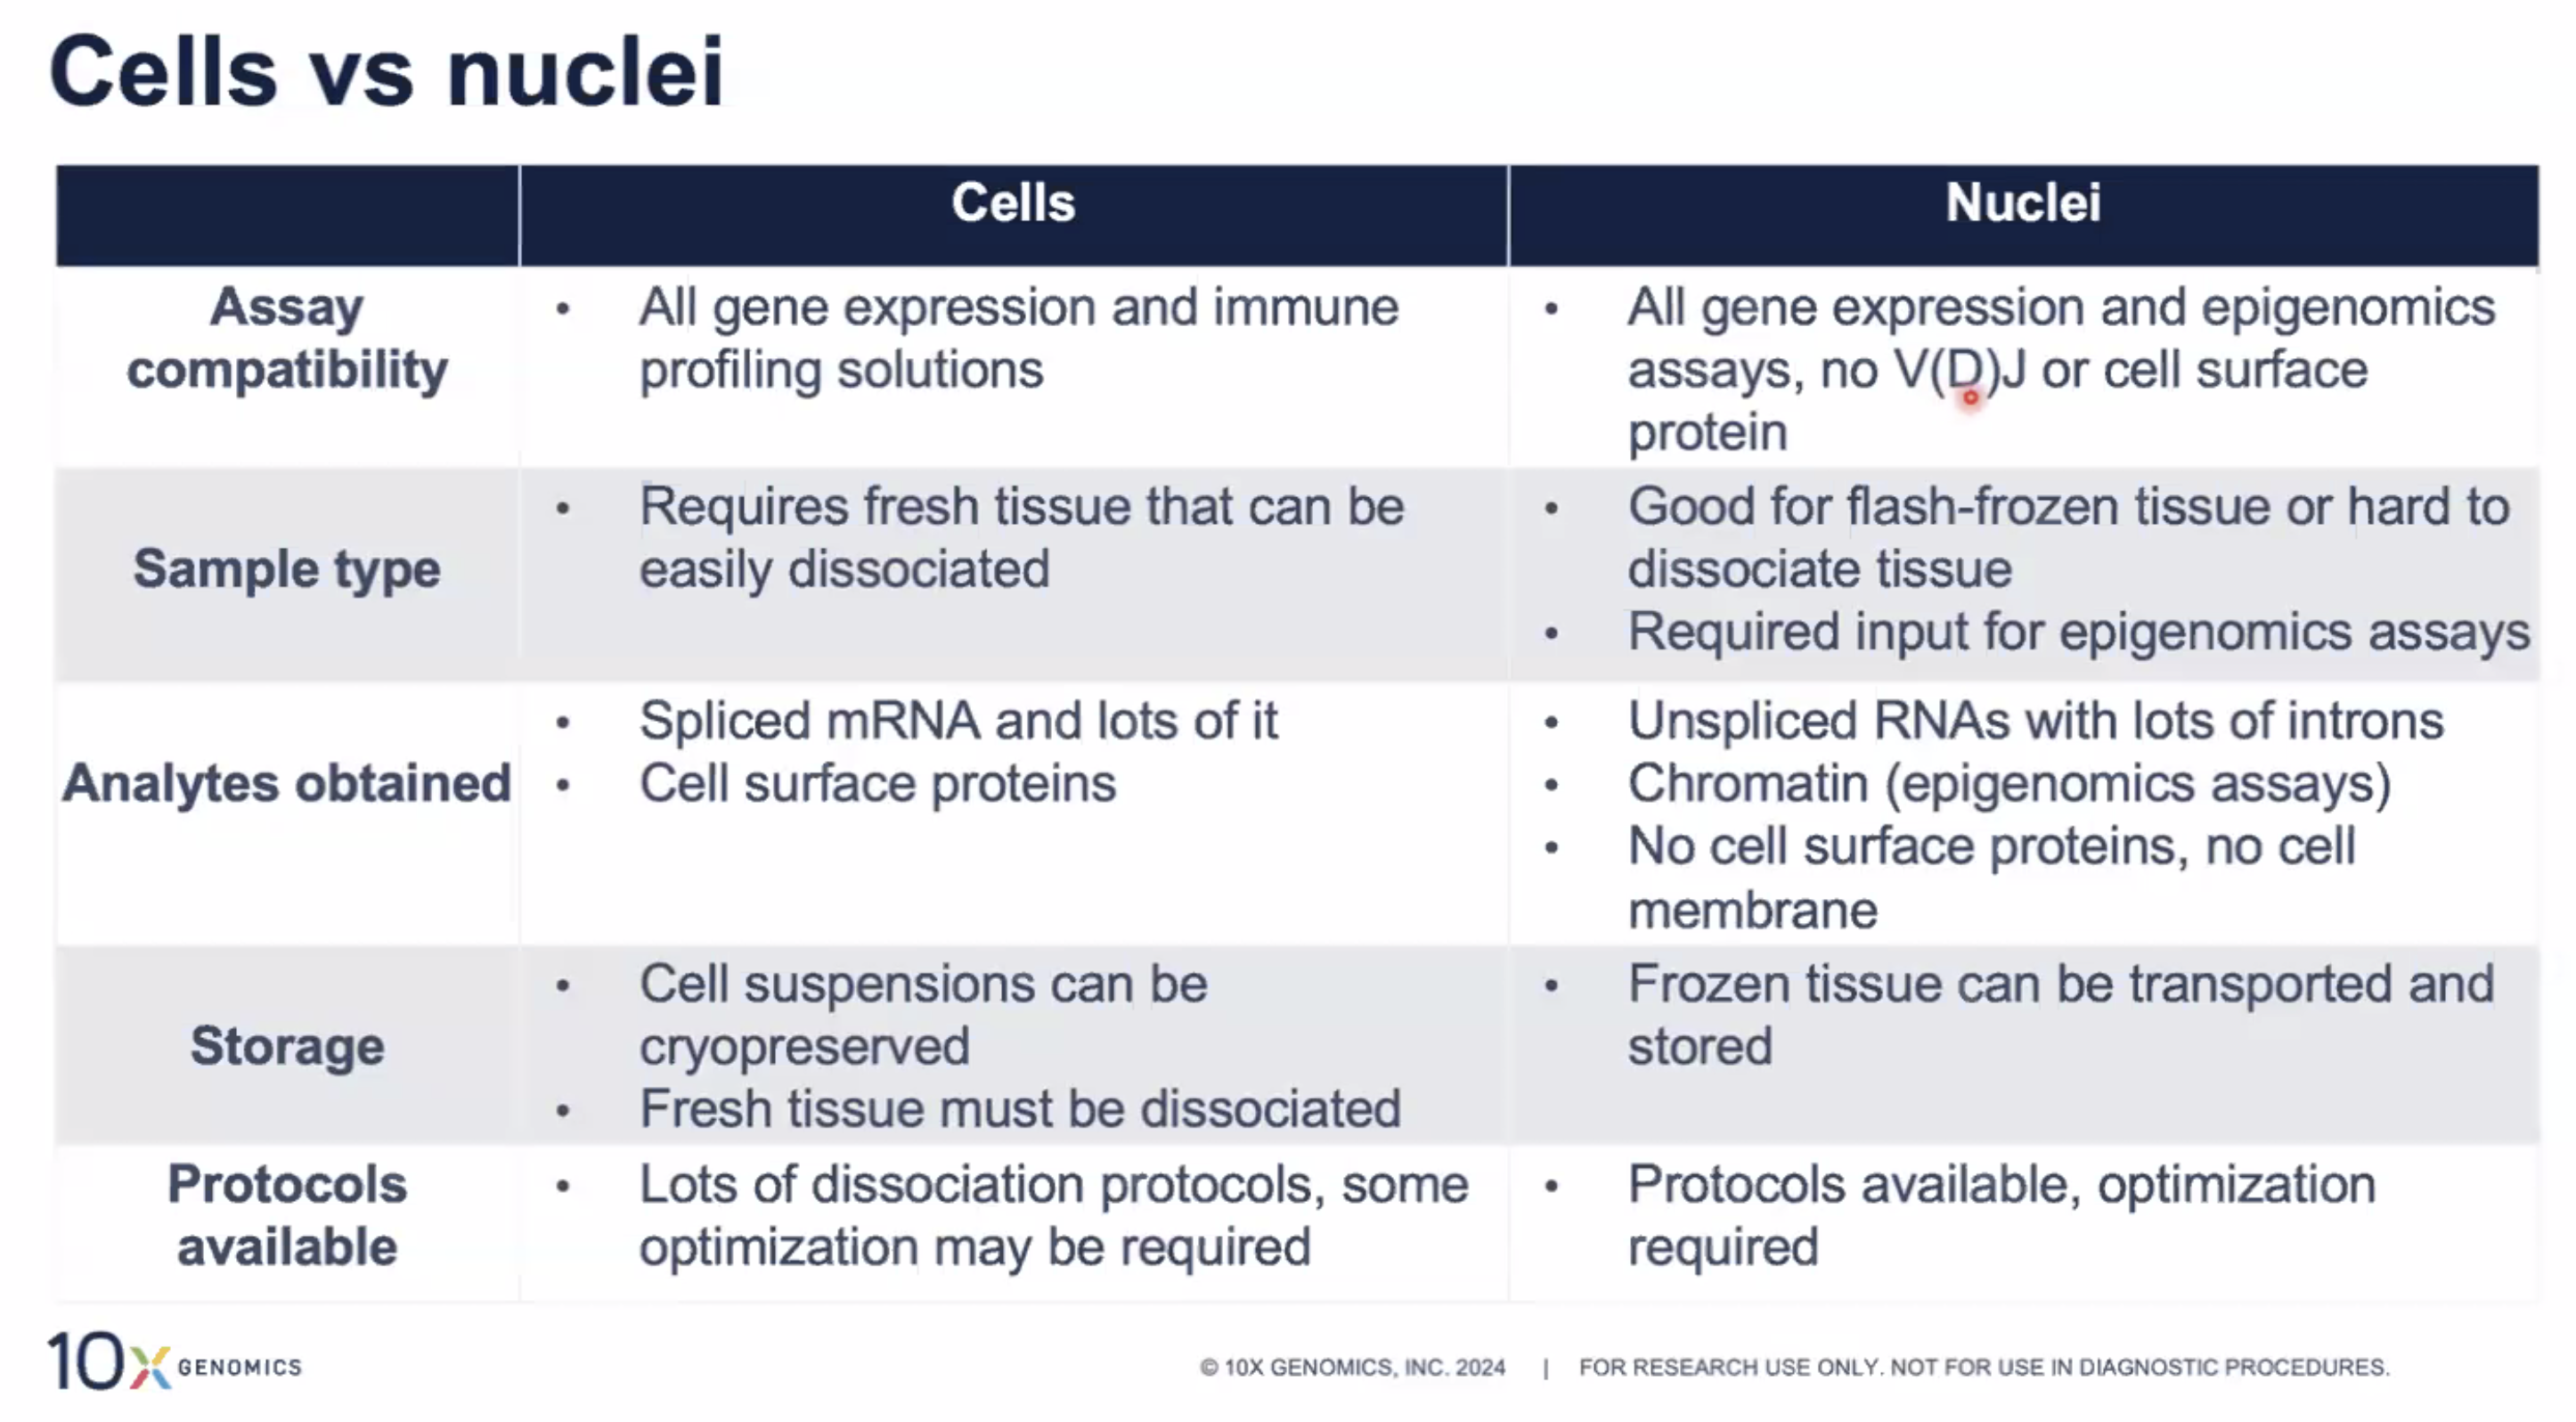 Cells vs nuclei
Cells
Nuclei
Assay
compatibility
• All gene expression and immune
profiling solutions
• All gene expression and epigenomics
assays, no V(D)J or cell surface
protein
Sample type
• Requires fresh tissue that can be
easily dissociated
• Good for flash-frozen tissue or hard to
dissociate tissue
• Required input for epigenomics assays
Analytes obtained
• Spliced mRNA and lots of it
• Cell surface proteins
• Unspliced RNAs with lots of introns
• Chromatin (epigenomics assays)
• No cell surface proteins, no cell
membrane
Storage
• Cell suspensions can be
cryopreserved
• Fresh tissue must be dissociated
• Frozen tissue can be transported and
stored
Protocols
available
• Lots of dissociation protocols, some
optimization may be required
• Protocols available, optimization
required
10X GENOMICS
© 10X GENOMICS, INC. 2024 | FOR RESEARCH USE ONLY. NOT FOR USE IN DIAGNOSTIC PROCEDURES.